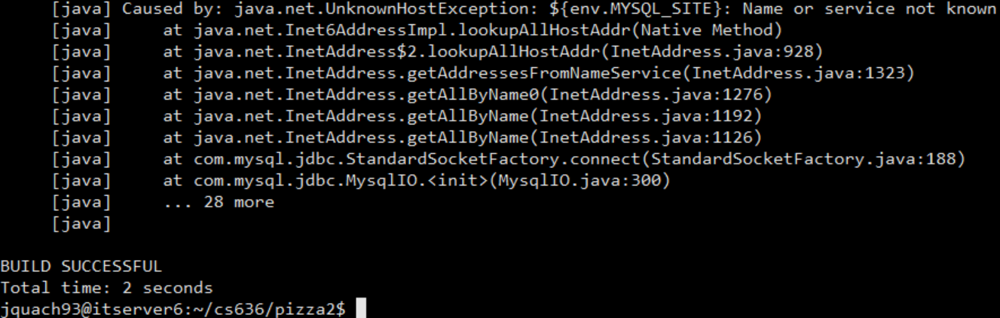 [java] Caused by: java.net.UnknownHostException: ${env.MYSQL_SITE}: Name or service not known
[java]     at java.net.Inet6AddressImpl.lookupAllHostAddr(Native Method)
[java]     at java.net.InetAddress$2.lookupAllHostAddr(InetAddress.java:928)
[java]     at java.net.InetAddress.getAddressesFromNameService(InetAddress.java:1323)
[java]     at java.net.InetAddress.getAllByName0(InetAddress.java:1276)
[java]     at java.net.InetAddress.getAllByName(InetAddress.java:1192)
[java]     at java.net.InetAddress.getAllByName(InetAddress.java:1126)
[java]     at com.mysql.jdbc.StandardSocketFactory.connect(StandardSocketFactory.java:188)
[java]     at com.mysql.jdbc.MysqlIO.<init>(MysqlIO.java:300)
[java]     ... 28 more
[java]
BUILD SUCCESSFUL
Total time: 2 seconds
jquach93@itserver6:~/cs636/pizza2$